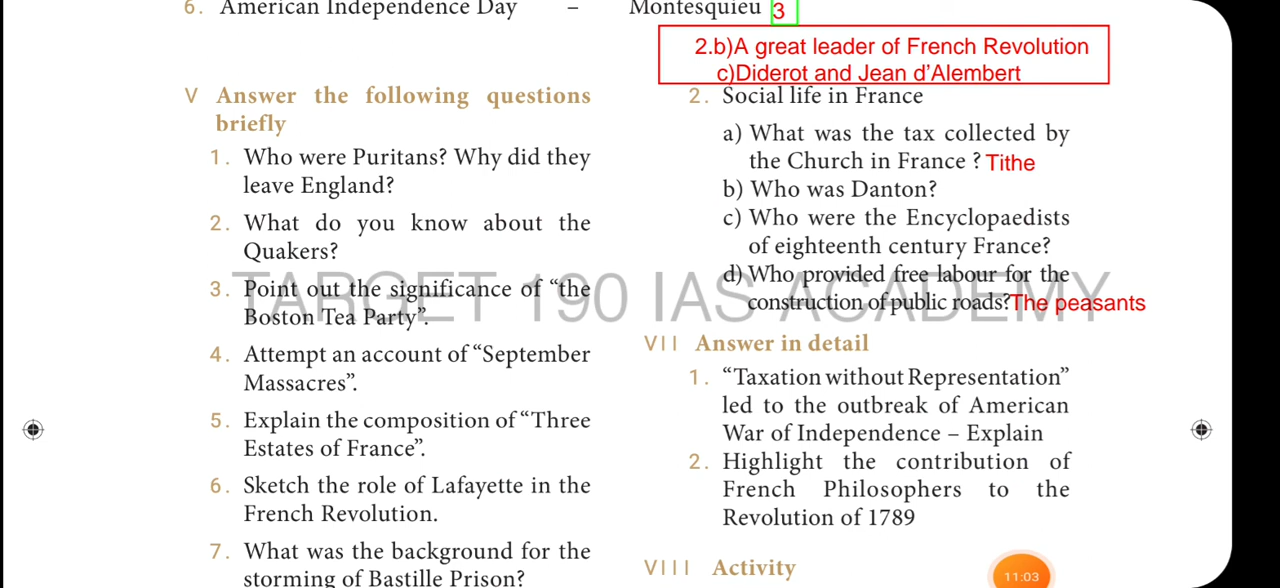 6. American Independence Day – Montesquieu 3
V Answer the following questions
briefly
1. Who were Puritans? Why did they
leave England?
2. What do you know about the
Quakers?
3. Point out the significance of “the
Boston Tea Party”.
4. Attempt an account of “September
Massacres”.
5. Explain the composition of “Three
Estates of France”.
6. Sketch the role of Lafayette in the
French Revolution.
7. What was the background for the
storming of Bastille Prison?
2.b)A great leader of French Revolution
c)Diderot and Jean d’Alembert
2. Social life in France
a) What was the tax collected by
the Church in France ? Tithe
b) Who was Danton?
c) Who were the Encyclopaedists
of eighteenth century France?
d) Who provided free labour for the
construction of public roads?The peasants
VII Answer in detail
1. “Taxation without Representation”
led to the outbreak of American
War of Independence – Explain
2. Highlight the contribution of
French Philosophers to the
Revolution of 1789
VIII Activity
TARGET 190 IAS ACADEMY
11:03